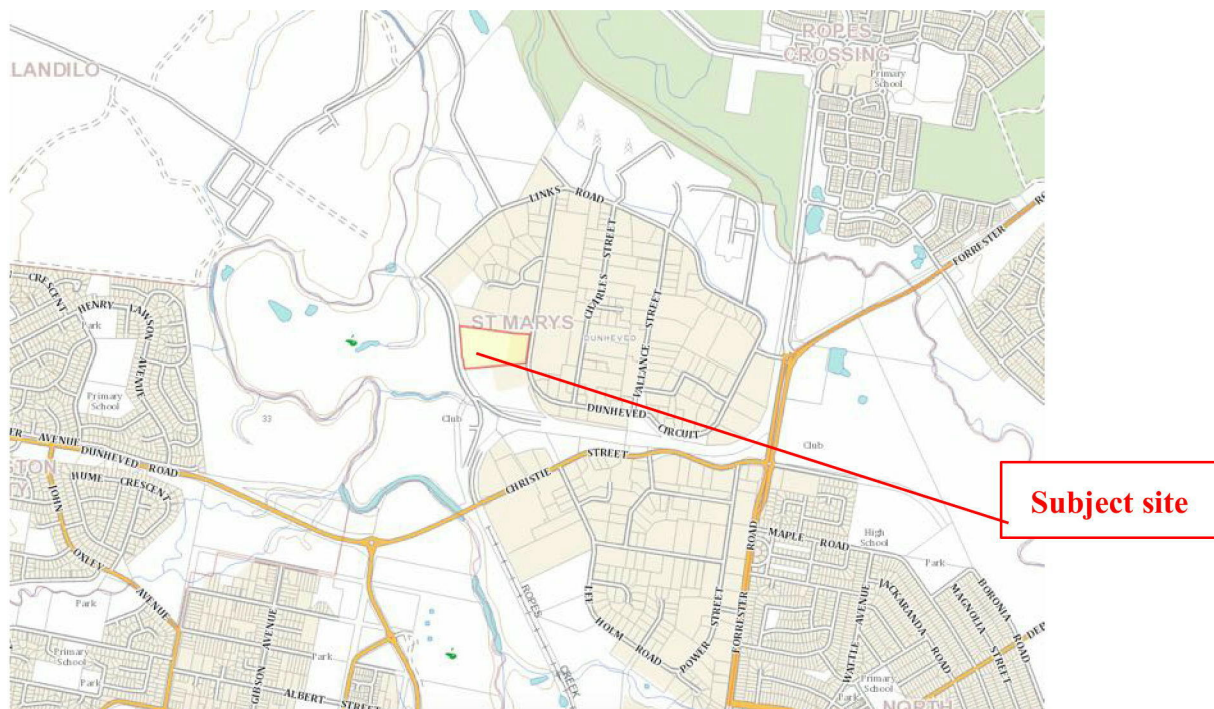 ROPES
CROSSING
Primary
School
LANDILO
LINKS ROAD
FORRESTER
CHARLES STREET
VALLANCE STREET
ST MARYS
DUNHEVED
CRESCENT
HENRY LAWSON AVENUE
Park
Primary
School
33
Club
DUNHEVED CIRCUIT
Club
CHRISTIE STREET
AVENUE
DUNHEVED ROAD
HUME CRESCENT
JOHN
OXLEY
AVENUE
Subject site
MAPLE ROAD
High
School
Park
FORRESTER ROAD
POWER STREET
LEE HOLM ROAD
ROPES
CREEK
WATTLE AVENUE
JACKARANDA ROAD
MAGNOLIA STREET
BORONIA ROAD
Park
Primary
School
Park
GIBSON AVENUE
Park
ALBERT STREET
Primary
School
Park
NORTH